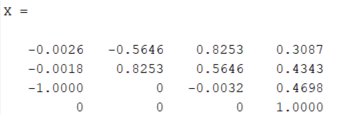 X =
-0.0026 -0.5646 0.8253 0.3087
-0.0018 0.8253 0.5646 0.4343
-1.0000 0 -0.0032 0.4698
0 0 0 1.0000